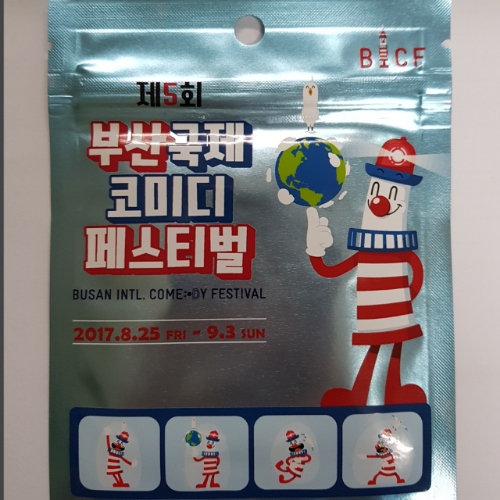 BICF
제5회
부산국제
코미디
페스티벌
BUSAN INTL. COMEDY FESTIVAL
2017.8.25 FRI - 9.3 SUN